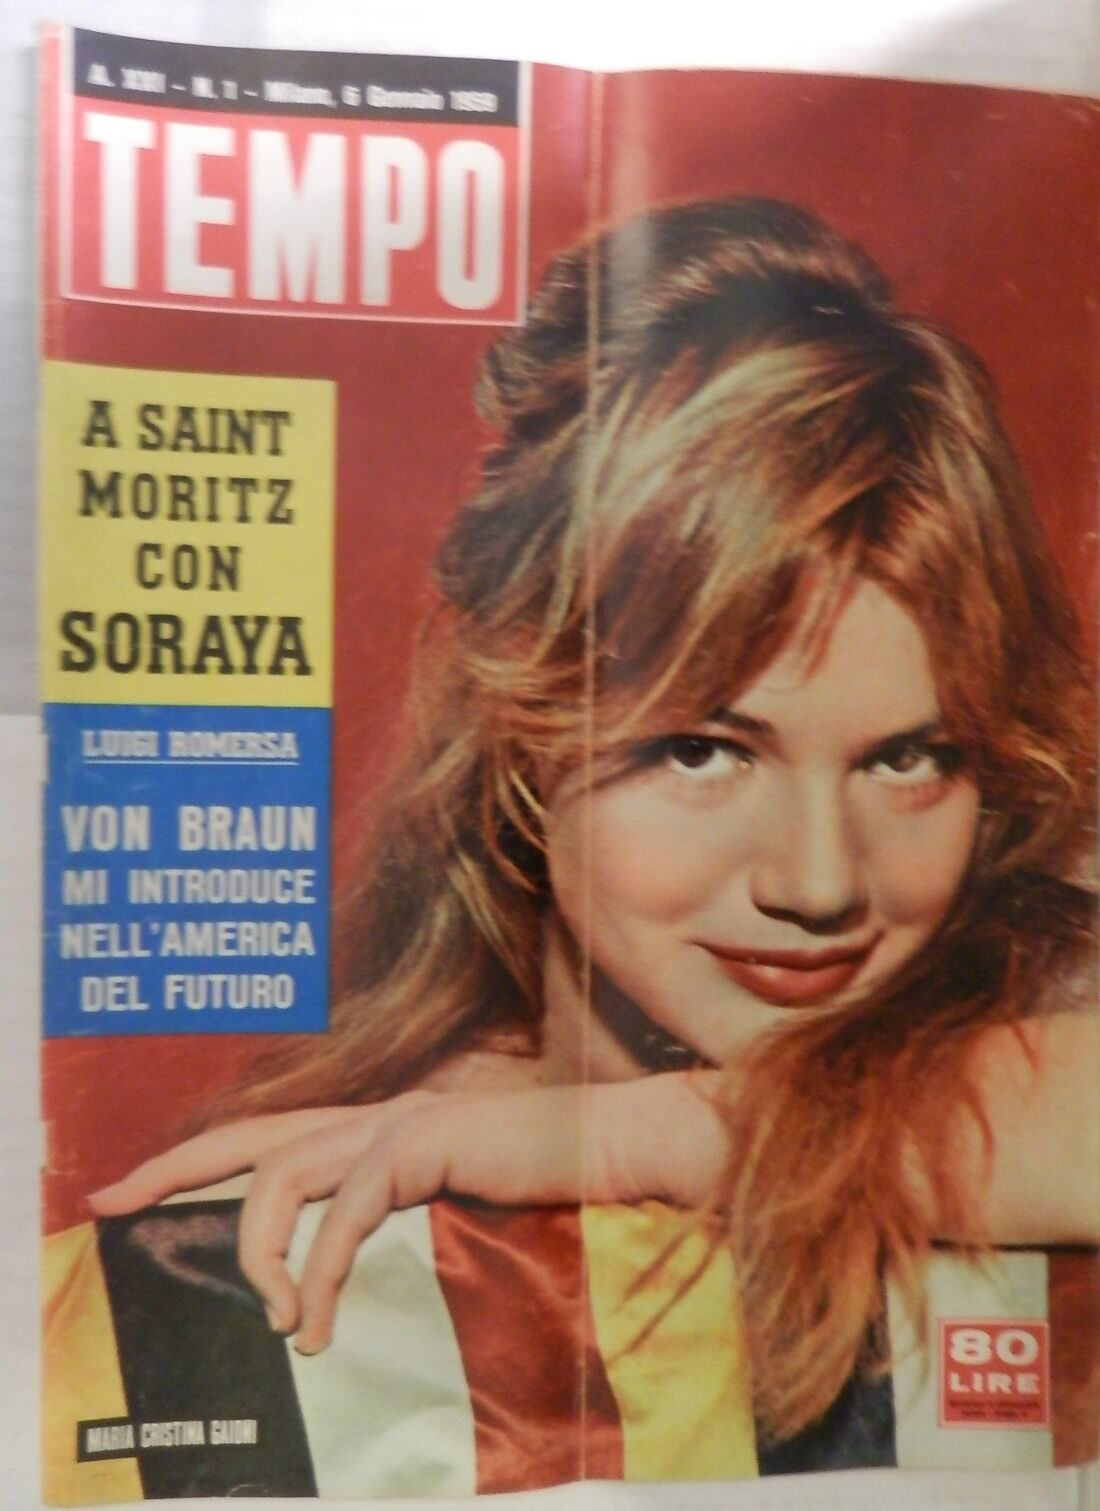 A. XXI - N. 1 - Milano, 6 Gennaio 1959
TEMPO
A SAINT
MORITZ
CON
SORAYA
LUIGI ROMERSA
VON BRAUN
MI INTRODUCE
NELL'AMERICA
DEL FUTURO
80
LIRE
MARIA CRISTINA GAIONI